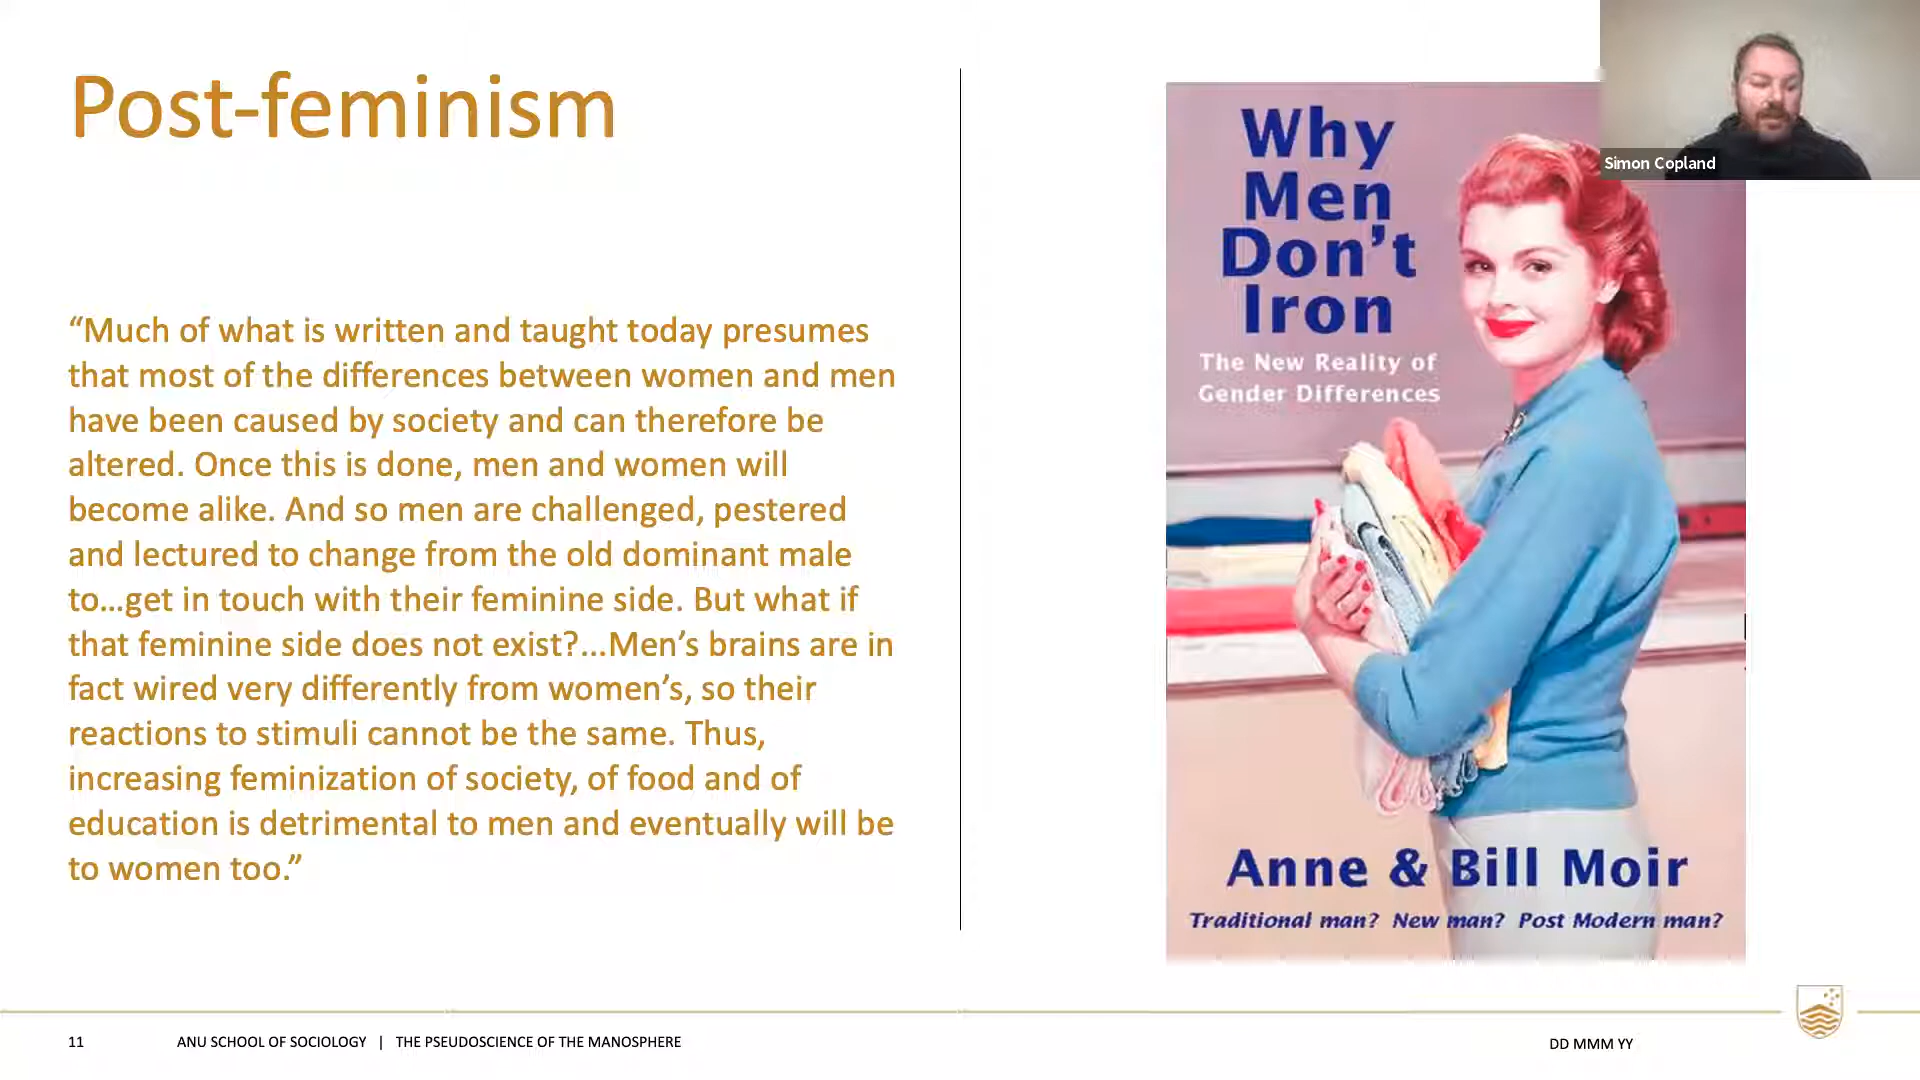 Post-feminism
“Much of what is written and taught today presumes
that most of the differences between women and men
have been caused by society and can therefore be
altered. Once this is done, men and women will
become alike. And so men are challenged, pestered
and lectured to change from the old dominant male
to...get in touch with their feminine side. But what if
that feminine side does not exist?...Men’s brains are in
fact wired very differently from women’s, so their
reactions to stimuli cannot be the same. Thus,
increasing feminization of society, of food and of
education is detrimental to men and eventually will be
to women too.”
Why
Men
Don’t
Iron
The New Reality of
Gender Differences
Anne & Bill Moir
Traditional man? New man? Post Modern man?
Simon Copland
11
ANU SCHOOL OF SOCIOLOGY | THE PSEUDOSCIENCE OF THE MANOSPHERE
DD MMM YY